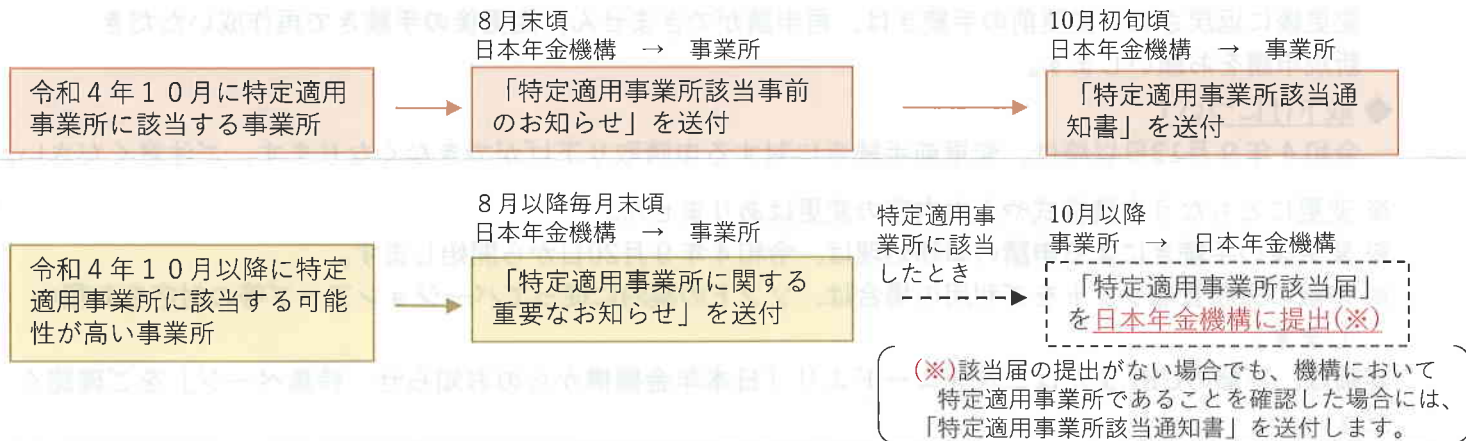 ８月末頃
日本年金機構　→　事業所
10月初旬頃
日本年金機構　→　事業所
令和４年１０月に特定適用
事業所に該当する事業所
「特定適用事業所該当事前
のお知らせ」を送付
「特定適用事業所該当通
知書」を送付
８月以降毎月末頃
日本年金機構　→　事業所
特定適用事
業所に該当
したとき
10月以降
事業所　→　日本年金機構
令和４年１０月以降に特定
適用事業所に該当する可能
性が高い事業所
「特定適用事業所に関する
重要なお知らせ」を送付
「特定適用事業所該当届」
を日本年金機構に提出(※)
(※)該当届の提出がない場合でも、機構において
特定適用事業所であることを確認した場合には、
「特定適用事業所該当通知書」を送付します。